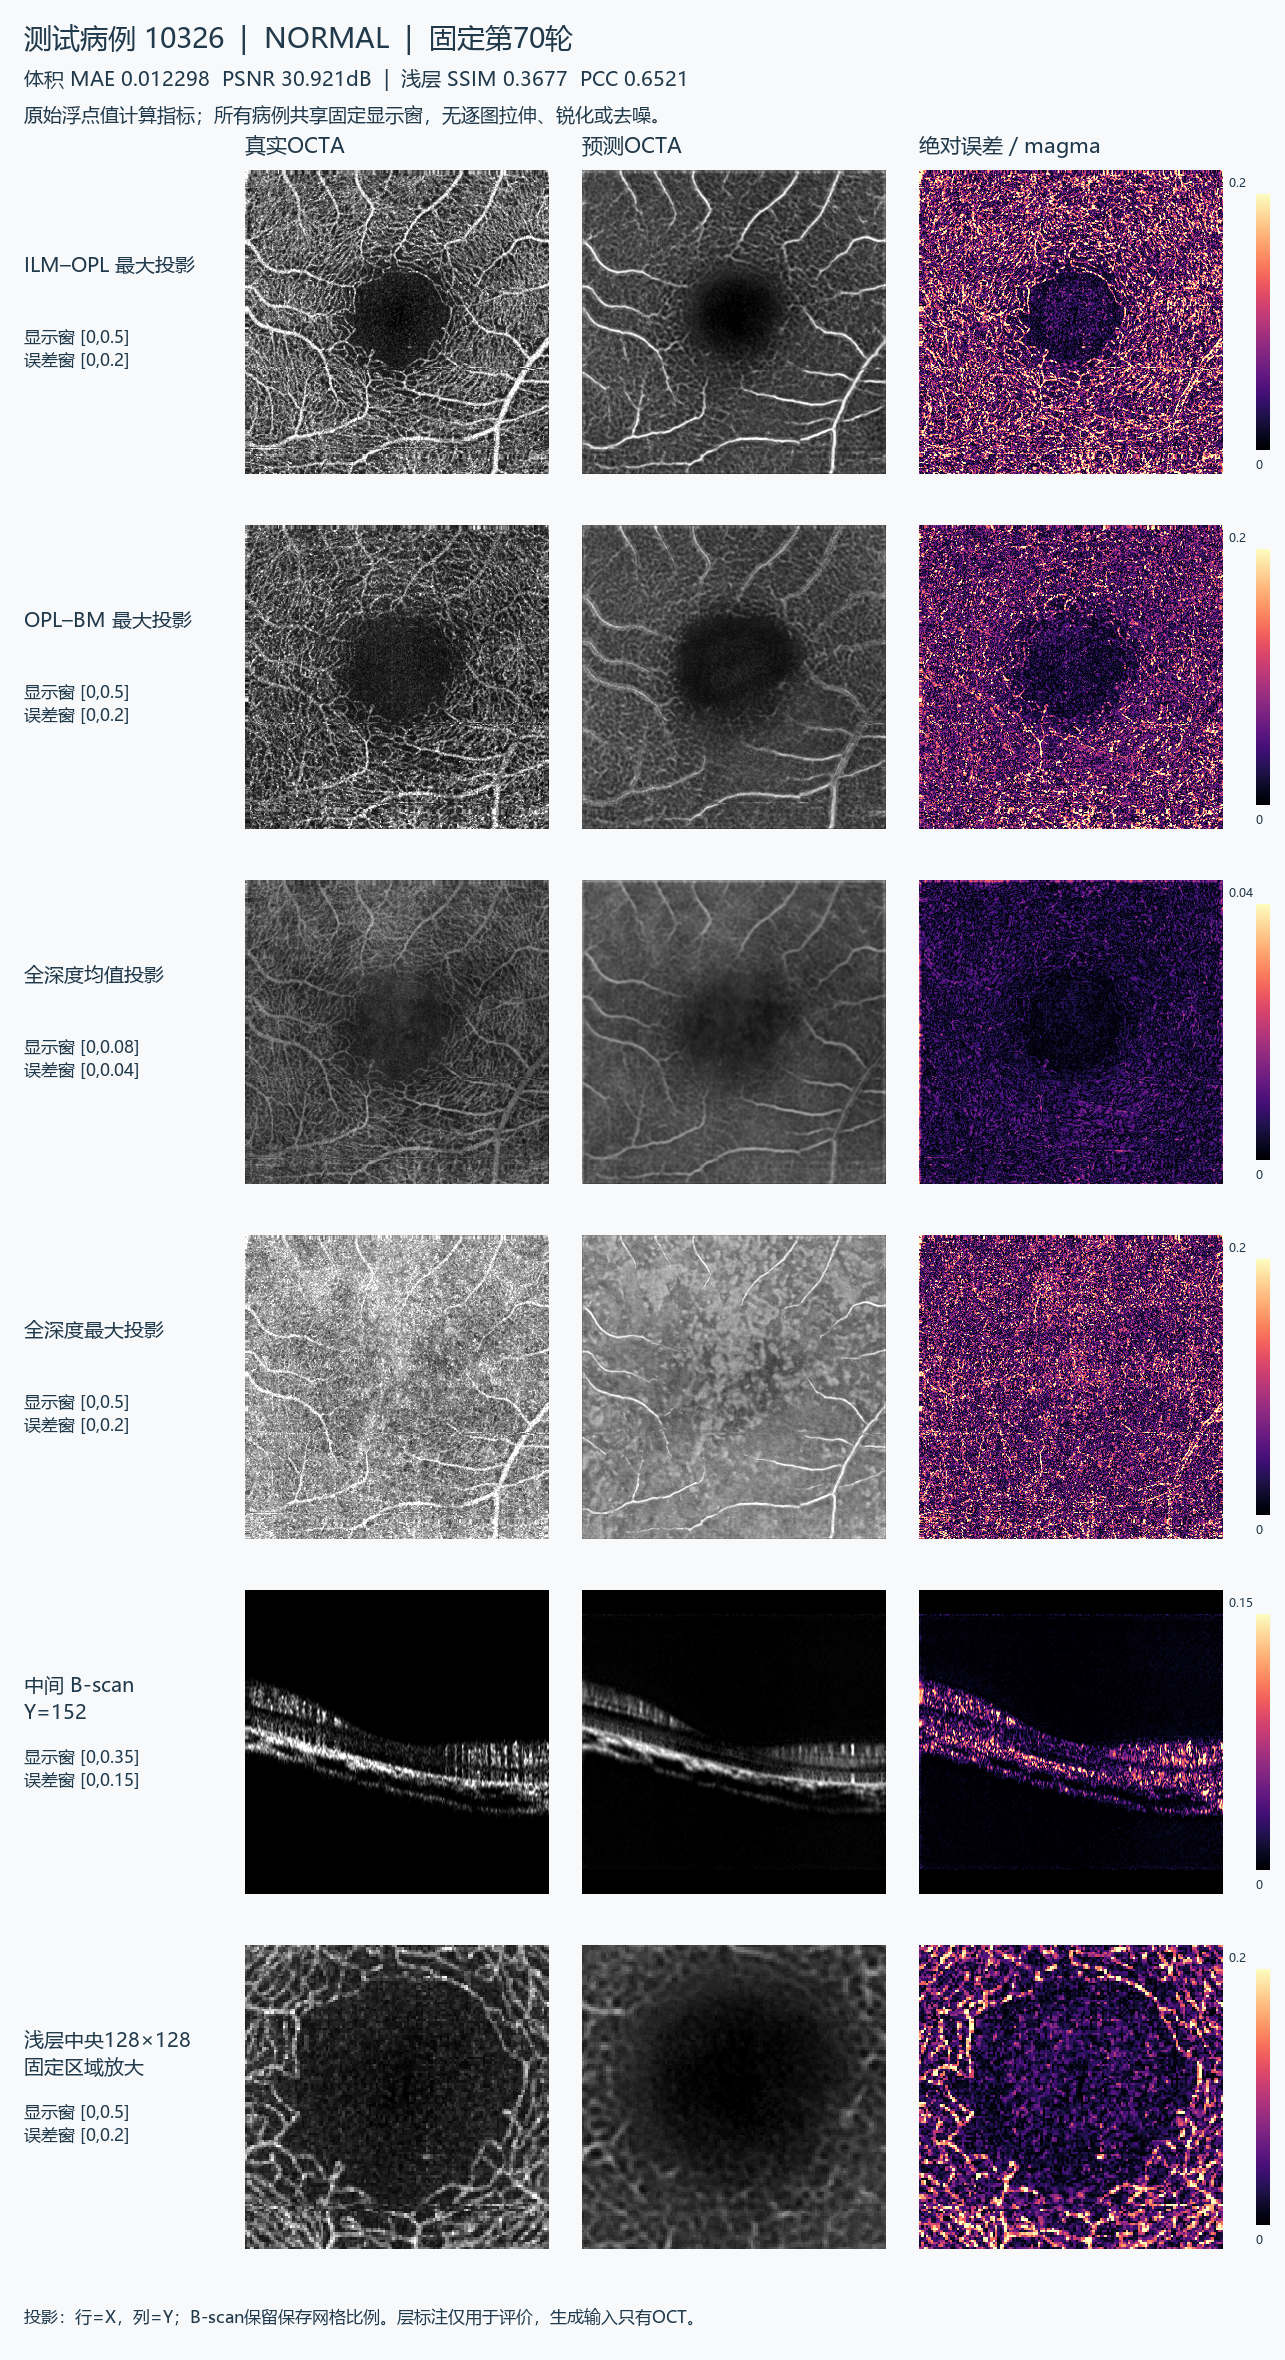 测试病例 10326 | NORMAL | 固定第70轮
体积 MAE 0.012298 PSNR 30.921dB | 浅层 SSIM 0.3677 PCC 0.6521
原始浮点值计算指标；所有病例共享固定显示窗，无逐图拉伸、锐化或去噪。
真实OCTA 预测OCTA 绝对误差 / magma
ILM–OPL 最大投影
显示窗 [0,0.5]
误差窗 [0,0.2]
0.2
0
OPL–BM 最大投影
显示窗 [0,0.5]
误差窗 [0,0.2]
0.2
0
全深度均值投影
显示窗 [0,0.08]
误差窗 [0,0.04]
0.04
0
全深度最大投影
显示窗 [0,0.5]
误差窗 [0,0.2]
0.2
0
中间 B-scan
Y=152
显示窗 [0,0.35]
误差窗 [0,0.15]
0.15
0
浅层中央128×128
固定区域放大
显示窗 [0,0.5]
误差窗 [0,0.2]
0.2
0
投影：行=X，列=Y；B-scan保留保存网格比例。层标注仅用于评价，生成输入只有OCT。